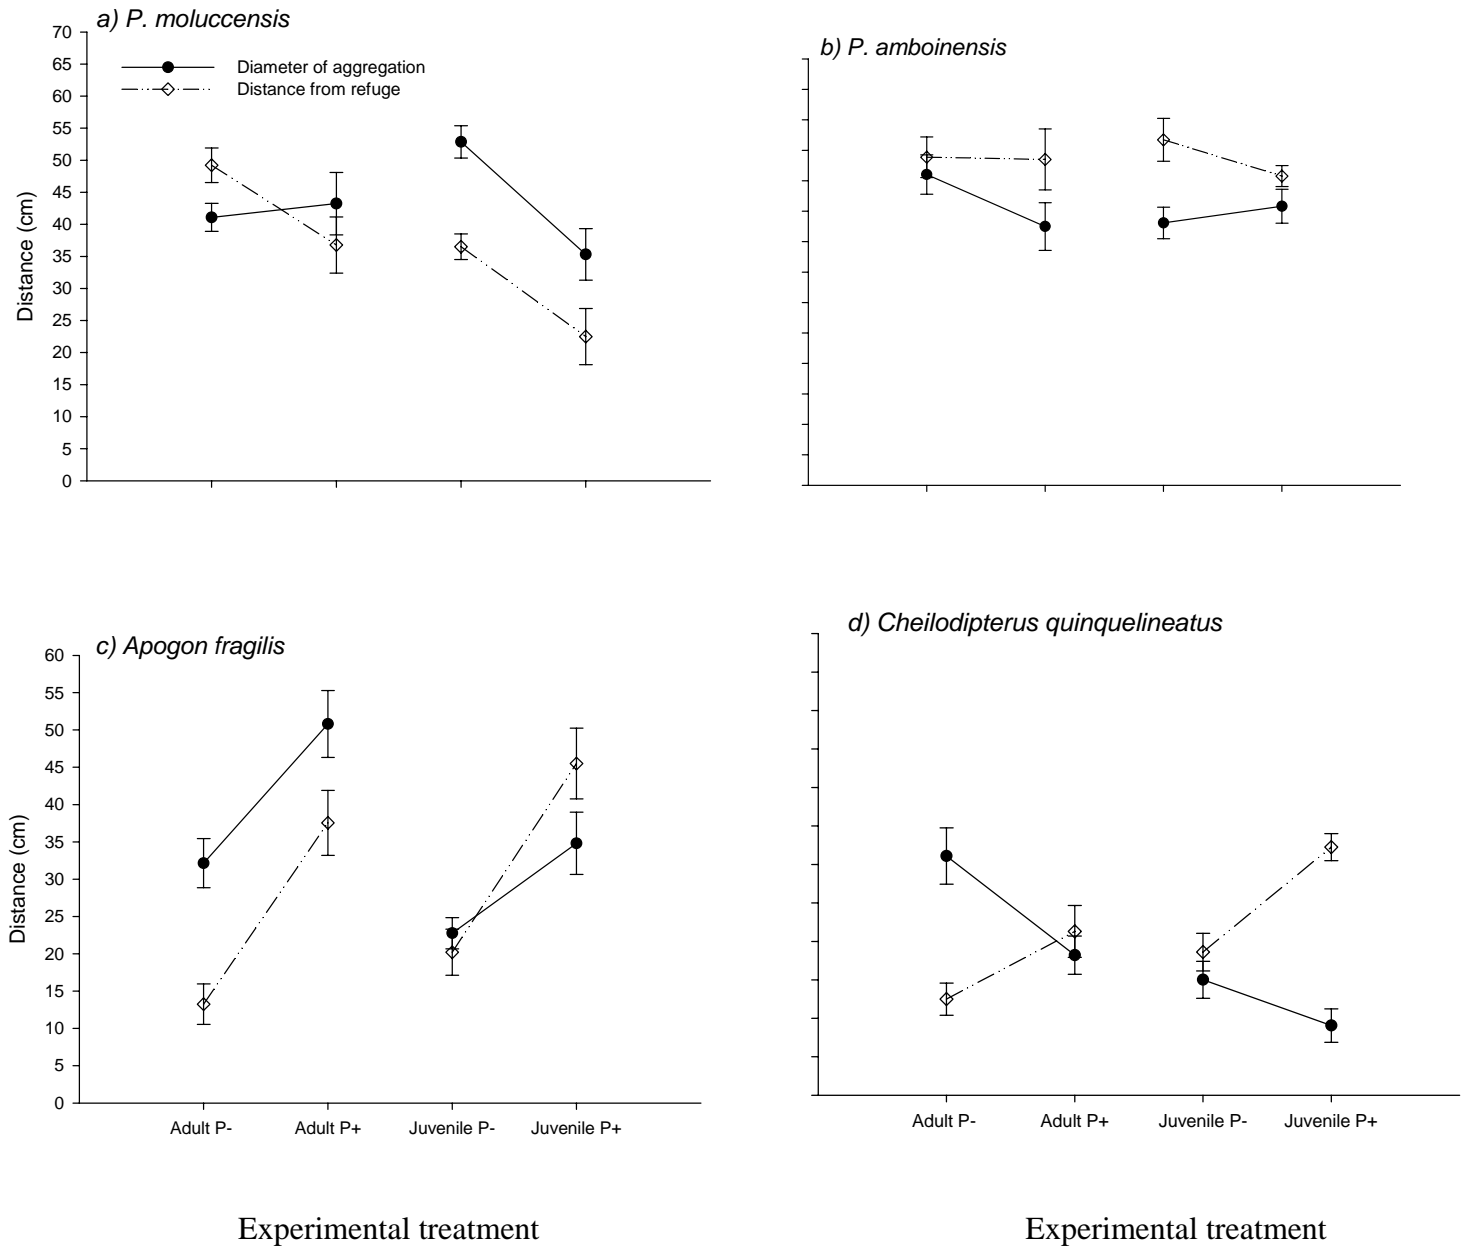 a) P. moluccensis
70
65
60
55
50
45
40
35
30
25
20
15
10
5
0
Distance (cm)
Diameter of aggregation
Distance from refuge
b) P. amboinensis
c) Apogon fragilis
60
55
50
45
40
35
30
25
20
15
10
5
0
Distance (cm)
Adult P- Adult P+ Juvenile P- Juvenile P+
Experimental treatment
d) Cheilodipterus quinquelineatus
Adult P- Adult P+ Juvenile P- Juvenile P+
Experimental treatment